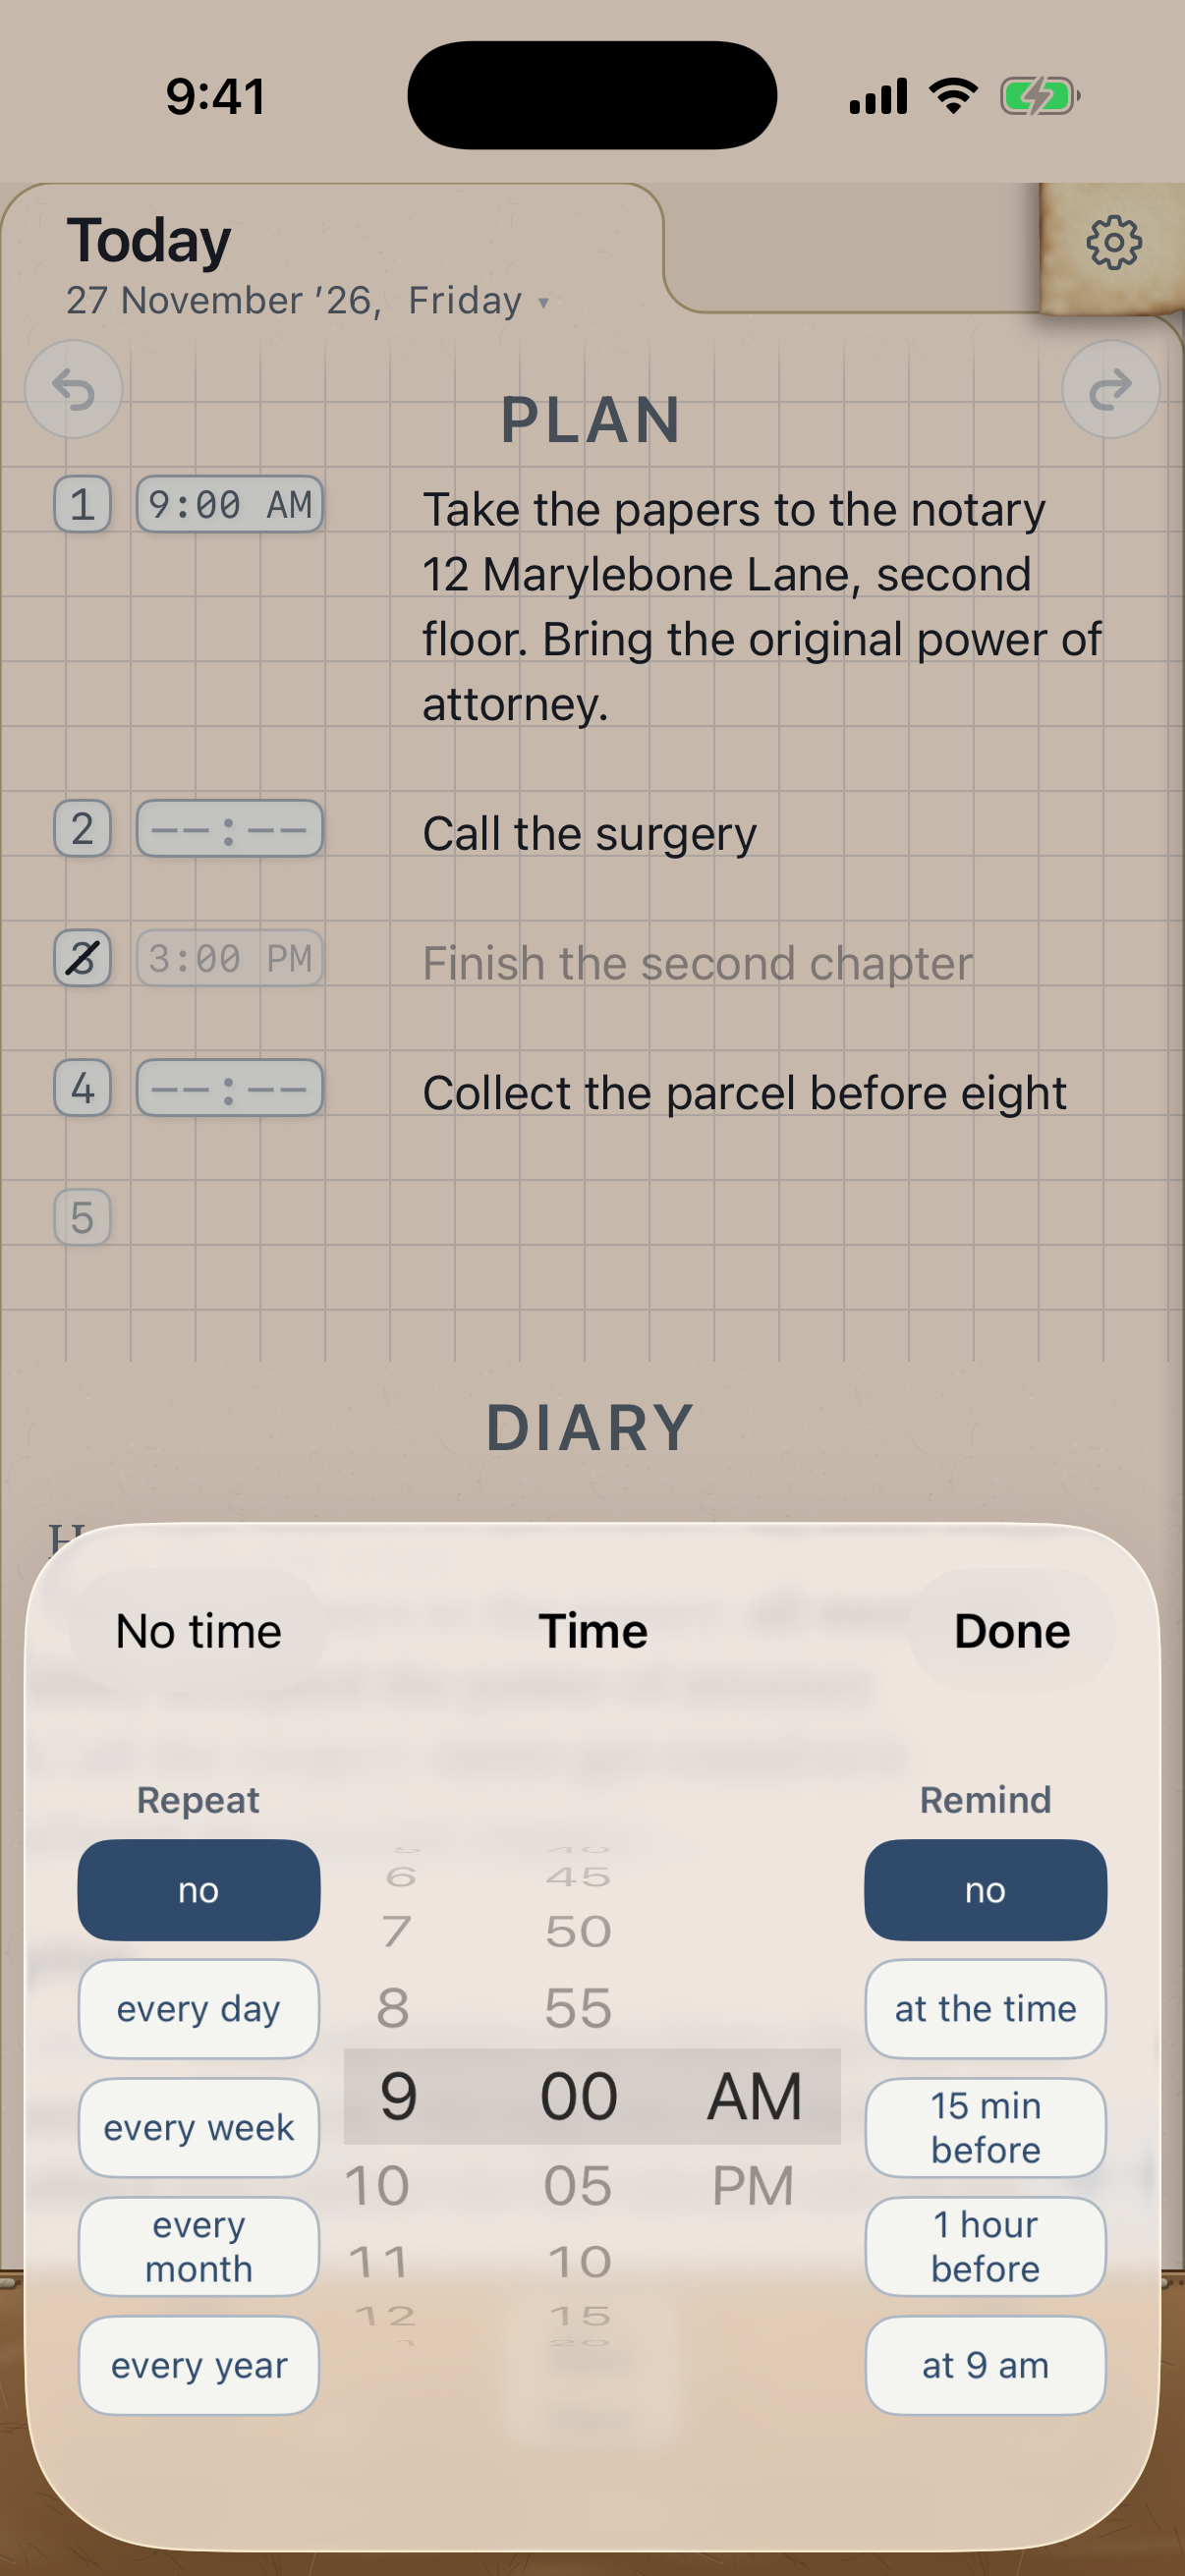 9:41
Today
27 November ’26, Friday ▾
PLAN
1 9:00 AM Take the papers to the notary
12 Marylebone Lane, second
floor. Bring the original power of
attorney.
2 --:-- Call the surgery
3 3:00 PM Finish the second chapter
4 --:-- Collect the parcel before eight
5
DIARY
H
No time Time Done
Repeat Remind
no
every day
every week
every
month
every year
5 40
6 45
7 50
8 55
9 00 AM
10 05 PM
11 10
12 15
1 20
no
at the time
15 min
before
1 hour
before
at 9 am